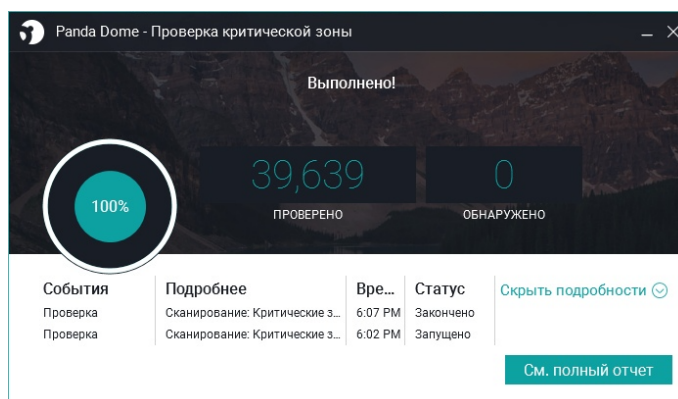 Panda Dome - Проверка критической зоны
Выполнено!
100%
39,639
0
ПРОВЕРЕНО
ОБНАРУЖЕНО
События Подробнее Вре... Статус Скрыть подробности
Проверка Сканирование: Критические з... 6:07 PM Закончено
Проверка Сканирование: Критические з... 6:02 PM Запущено
См. полный отчет